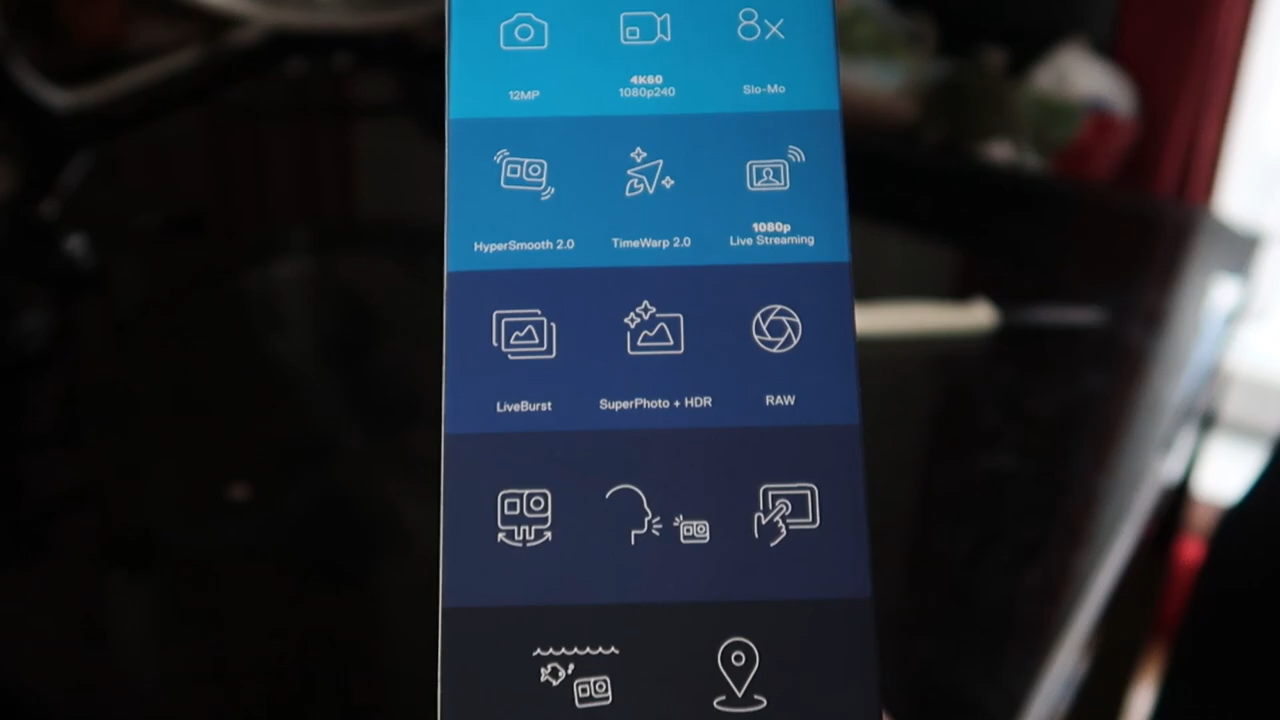 8x
12MP
4K60
1080p240
Slo-Mo
HyperSmooth 2.0
TimeWarp 2.0
1080p
Live Streaming
LiveBurst
SuperPhoto + HDR
RAW